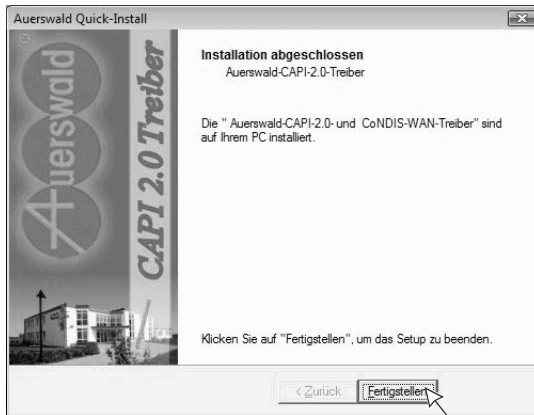 Auerswald Quick-Install
Auerswald
CAPI 2.0 Treiber
Installation abgeschlossen
Auerswald-CAPI-2.0-Treiber
Die " Auerswald-CAPI-2.0- und CoNDIS-WAN-Treiber" sind
auf Ihrem PC installiert.
Klicken Sie auf "Fertigstellen", um das Setup zu beenden.
< Zurück
Fertigstellen